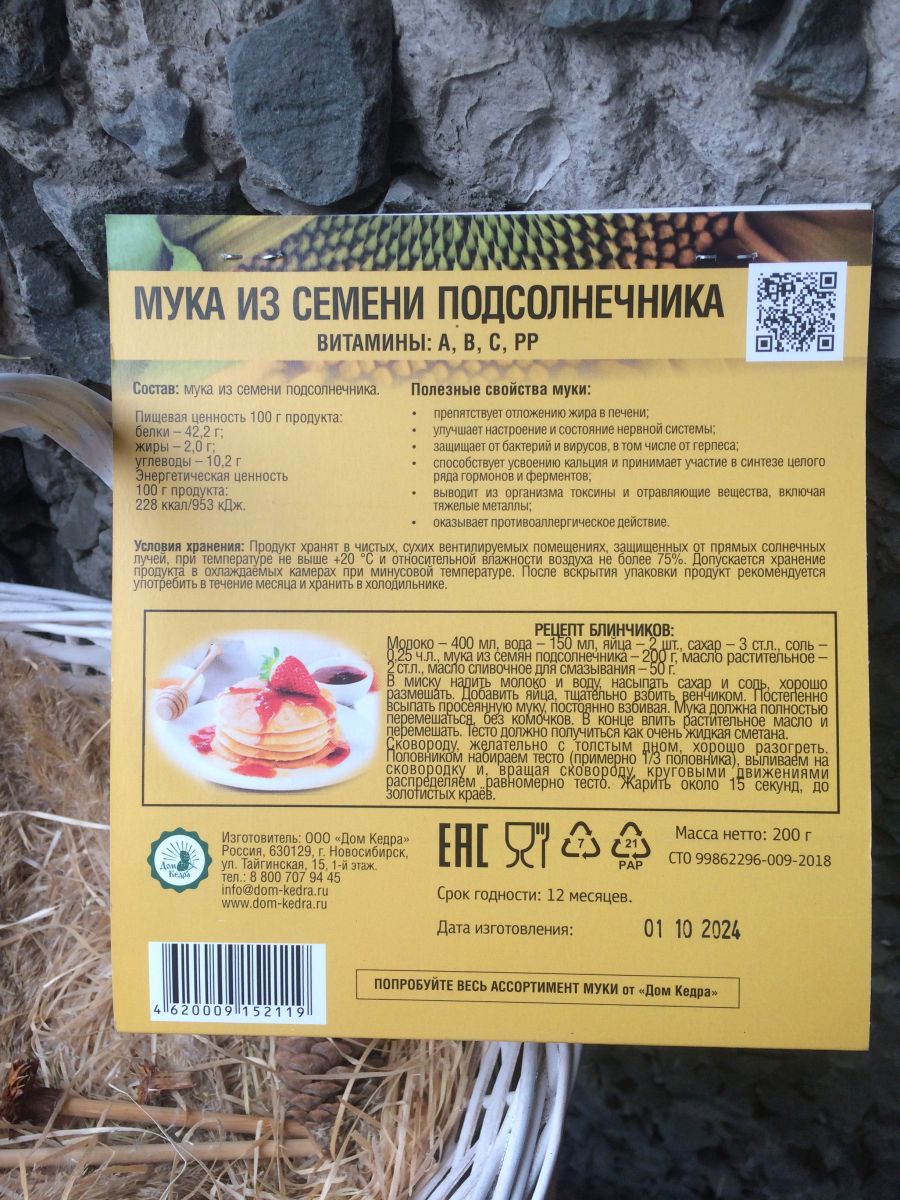 МУКА ИЗ СЕМЕНИ ПОДСОЛНЕЧНИКА
ВИТАМИНЫ: А, В, С, РР
Состав: мука из семени подсолнечника.
Пищевая ценность 100 г продукта:
белки – 42,2 г;
жиры – 2,0 г;
углеводы – 10,2 г
Энергетическая ценность
100 г продукта:
228 ккал/953 кДж.
Полезные свойства муки:
• препятствует отложению жира в печени;
• улучшает настроение и состояние нервной системы;
• защищает от бактерий и вирусов, в том числе от герпеса;
• способствует усвоению кальция и принимает участие в синтезе целого
ряда гормонов и ферментов;
• выводит из организма токсины и отравляющие вещества, включая
тяжелые металлы;
• оказывает противоаллергическое действие.
Условия хранения: Продукт хранят в чистых, сухих вентилируемых помещениях, защищенных от прямых солнечных
лучей, при температуре не выше +20 °С и относительной влажности воздуха не более 75%. Допускается хранение
продукта в охлаждаемых камерах при минусовой температуре. После вскрытия упаковки продукт рекомендуется
употребить в течение месяца и хранить в холодильнике.
РЕЦЕПТ БЛИНЧИКОВ:
Молоко – 400 мл, вода – 150 мл, яйца – 2 шт., сахар – 3 ст.л., соль –
0,25 ч.л., мука из семян подсолнечника – 200 г, масло растительное –
2 ст.л., масло сливочное для смазывания – 50 г.
В миску налить молоко и воду, насыпать сахар и соль, хорошо
размешать. Добавить яйца, тщательно взбить венчиком. Постепенно
всыпать просеянную муку, постоянно взбивая. Мука должна полностью
перемешаться, без комочков. В конце влить растительное масло и
перемешать. Тесто должно получиться как очень жидкая сметана.
Сковороду, желательно с толстым дном, хорошо разогреть.
Половником набираем тесто (примерно 1/3 половника), выливаем на
сковородку и, вращая сковороду, круговыми движениями
распределяем равномерно тесто. Жарить около 15 секунд, до
золотистых краёв.
Дом
Кедра
Изготовитель: ООО «Дом Кедра»
Россия, 630129, г. Новосибирск,
ул. Тайгинская, 15, 1-й этаж.
тел.: 8 800 707 94 45
info@dom-kedra.ru
www.dom-kedra.ru
ЕАС
7
21
PAP
Масса нетто: 200 г
СТО 99862296-009-2018
Срок годности: 12 месяцев.
Дата изготовления: 01 10 2024
4 620009 152119
ПОПРОБУЙТЕ ВЕСЬ АССОРТИМЕНТ МУКИ от «Дом Кедра»